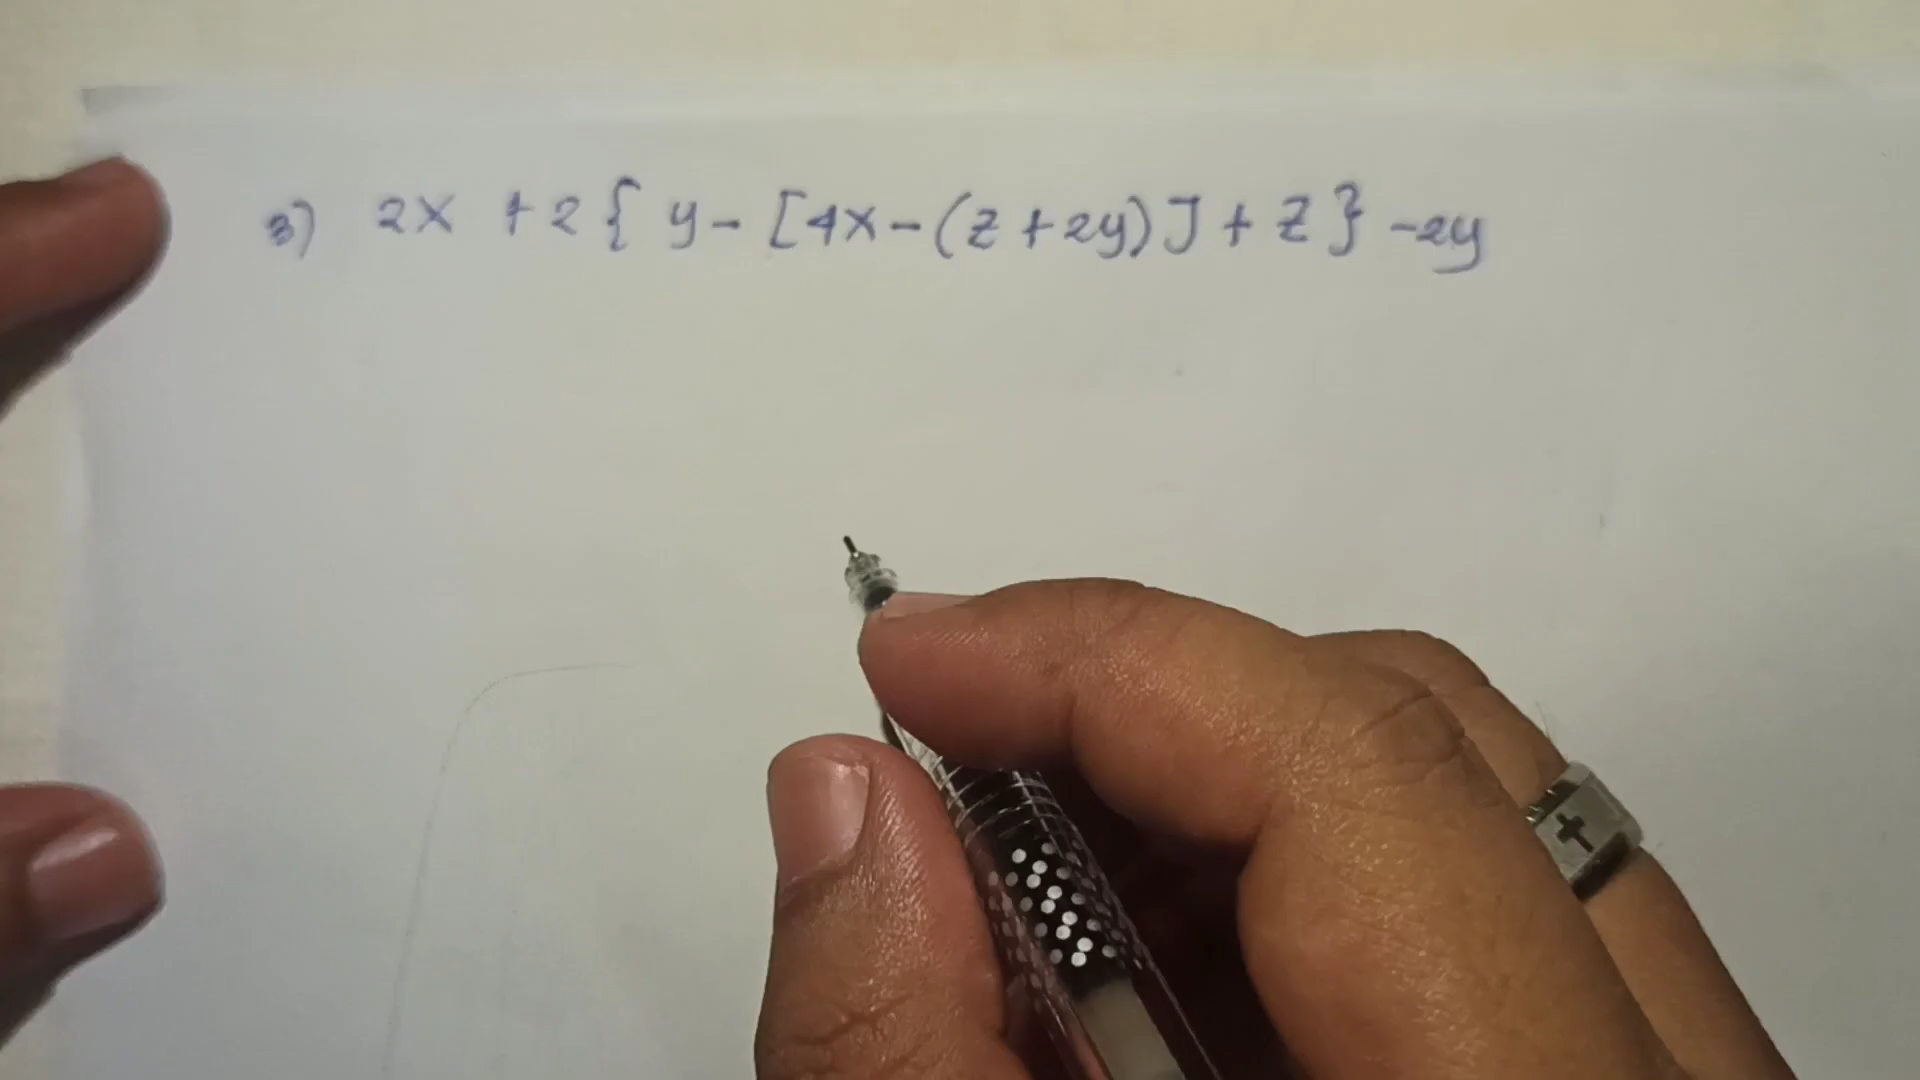 3) 2x + 2 { y - [4x - (z + 2y)] + z } - 2y